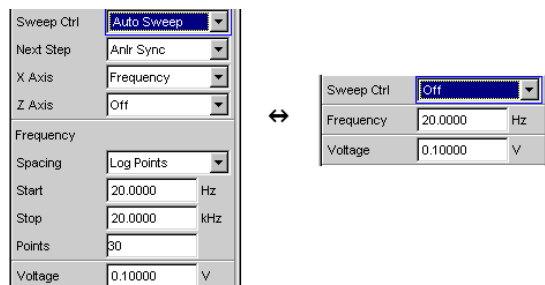 Sweep Ctrl Auto Sweep
Next Step Anlr Sync
X Axis Frequency
Z Axis Off
Frequency
Spacing Log Points
Start 20.0000 Hz
Stop 20.0000 kHz
Points 30
Voltage 0.10000 V
Sweep Ctrl Off
Frequency 20.0000 Hz
Voltage 0.10000 V